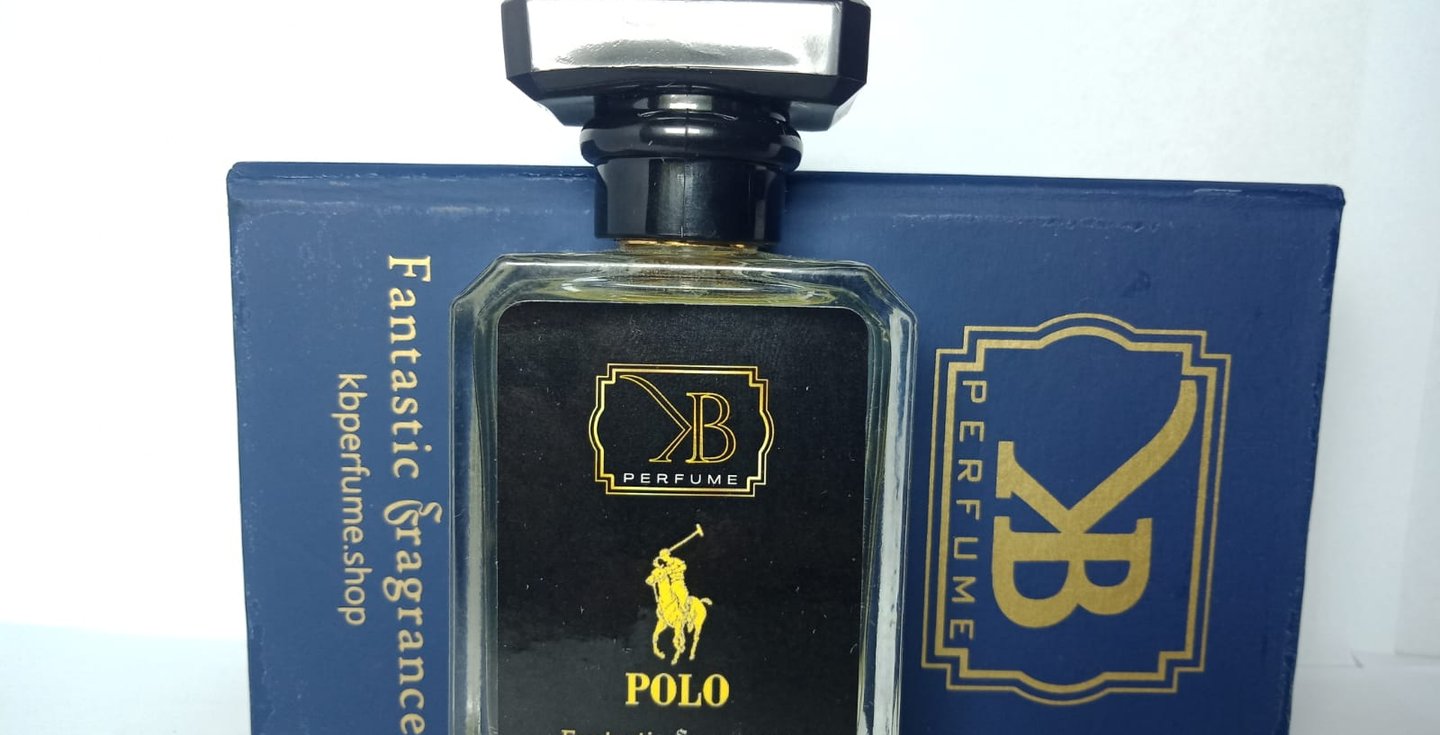 Fantastic Fragrance
kbperfume.shop
KB
PERFUME
POLO
KB
PERFUME